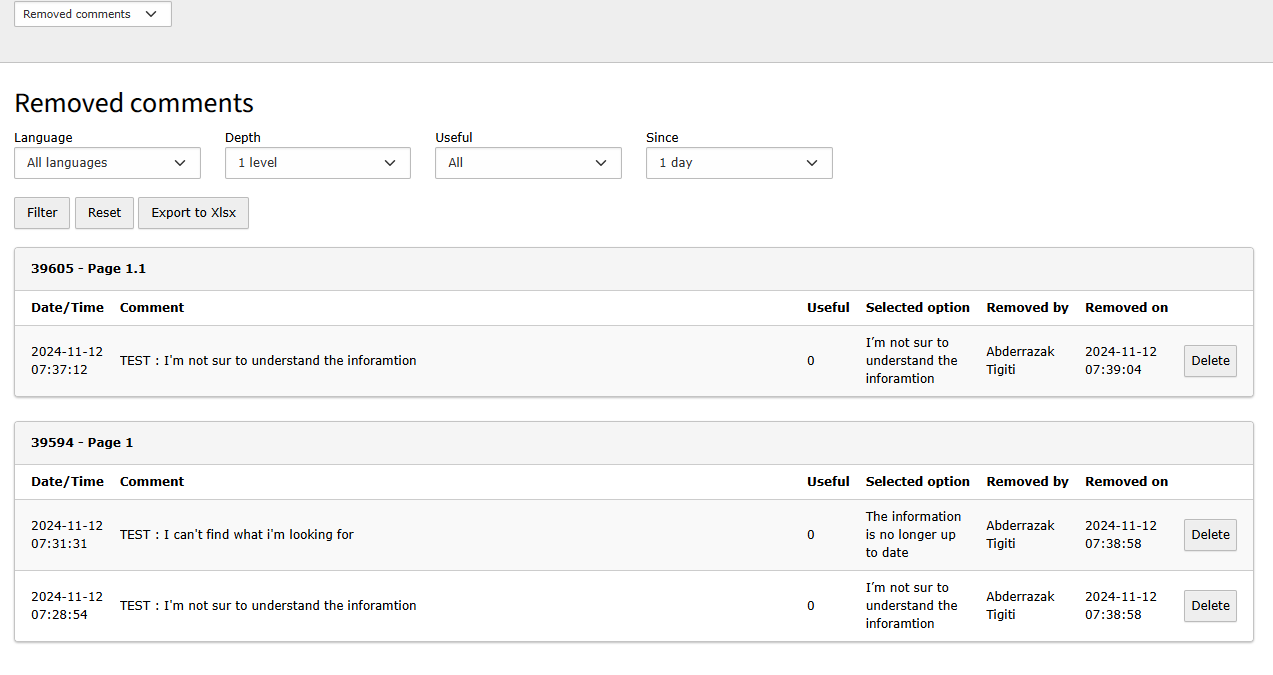 Removed comments
Removed comments
Language Depth Useful Since
All languages 1 level All 1 day
Filter Reset Export to Xlsx
39605 - Page 1.1
Date/Time Comment Useful Selected option Removed by Removed on
2024-11-12 07:37:12 TEST : I'm not sur to understand the inforamtion 0 I’m not sur to understand the inforamtion Abderrazak Tigiti 2024-11-12 07:39:04 Delete
39594 - Page 1
Date/Time Comment Useful Selected option Removed by Removed on
2024-11-12 07:31:31 TEST : I can't find what i'm looking for 0 The information is no longer up to date Abderrazak Tigiti 2024-11-12 07:38:58 Delete
2024-11-12 07:28:54 TEST : I'm not sur to understand the inforamtion 0 I’m not sur to understand the inforamtion Abderrazak Tigiti 2024-11-12 07:38:58 Delete